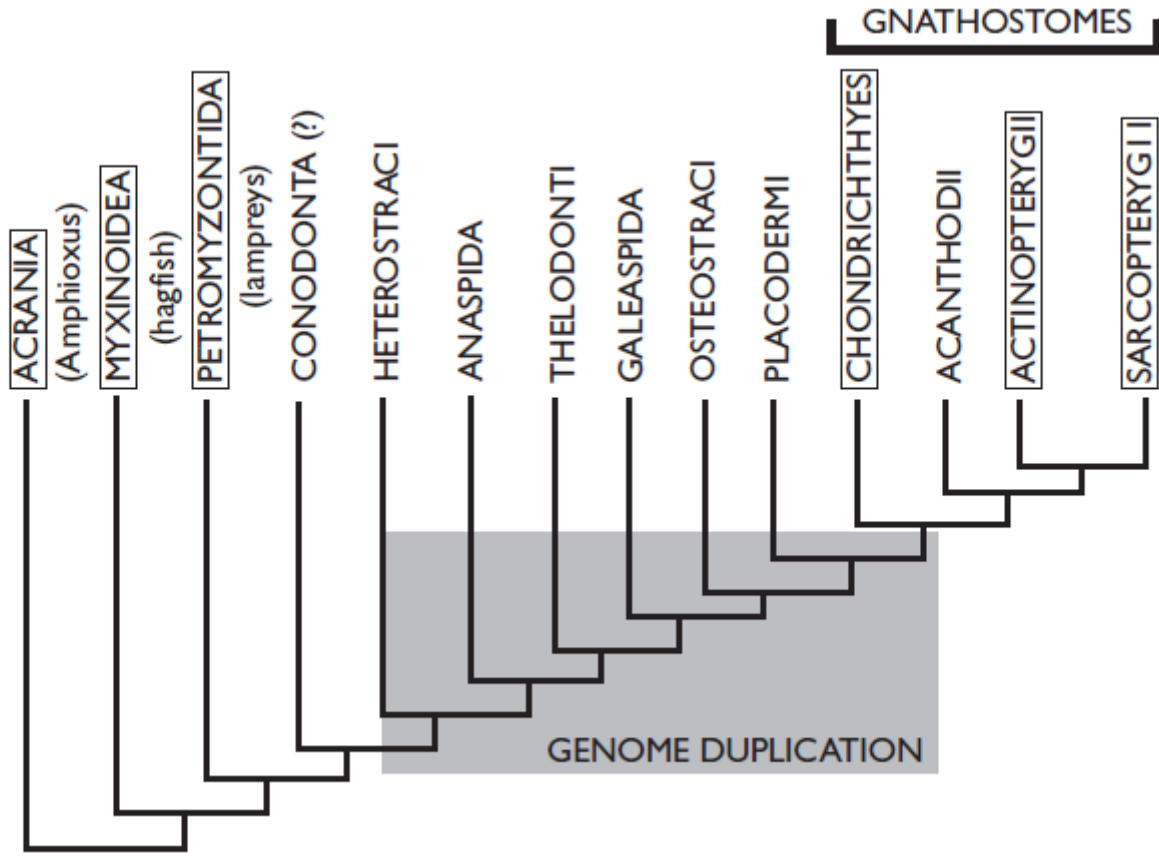 GNATHOSTOMES
ACRANIA
(Amphioxus)
MYXINOIDEA
(hagfish)
PETROMYZONTIDA
(lampreys)
CONODONTA (?)
HETEROSTRACI
ANASPIDA
THELODONTI
GALEASPIDA
OSTEOSTRACI
PLACODERMI
CHONDRICHTHYES
ACANTHODII
ACTINOPTERYGII
SARCOPTERYGI I
GENOME DUPLICATION